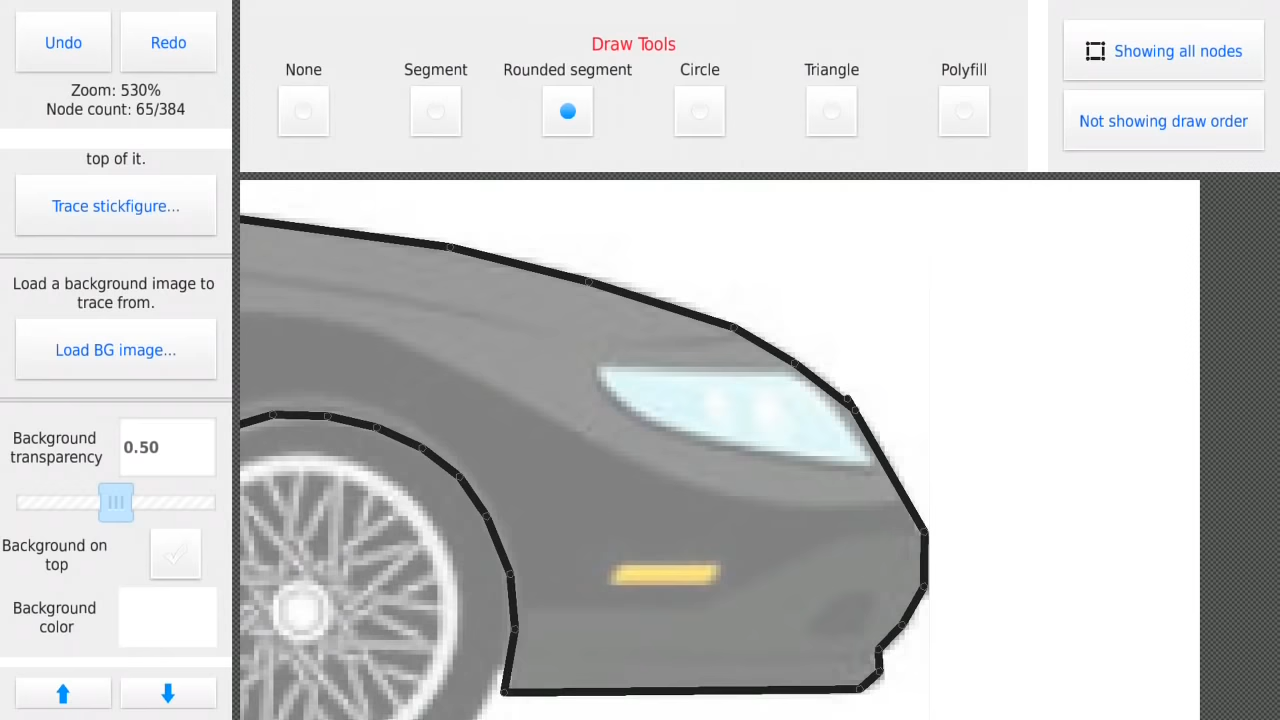 Undo
Redo
Zoom: 530%
Node count: 65/384
top of it.
Trace stickfigure...
Load a background image to
trace from.
Load BG image...
Background
transparency
0.50
Background on
top
Background
color
Draw Tools
None
Segment
Rounded segment
Circle
Triangle
Polyfill
Showing all nodes
Not showing draw order